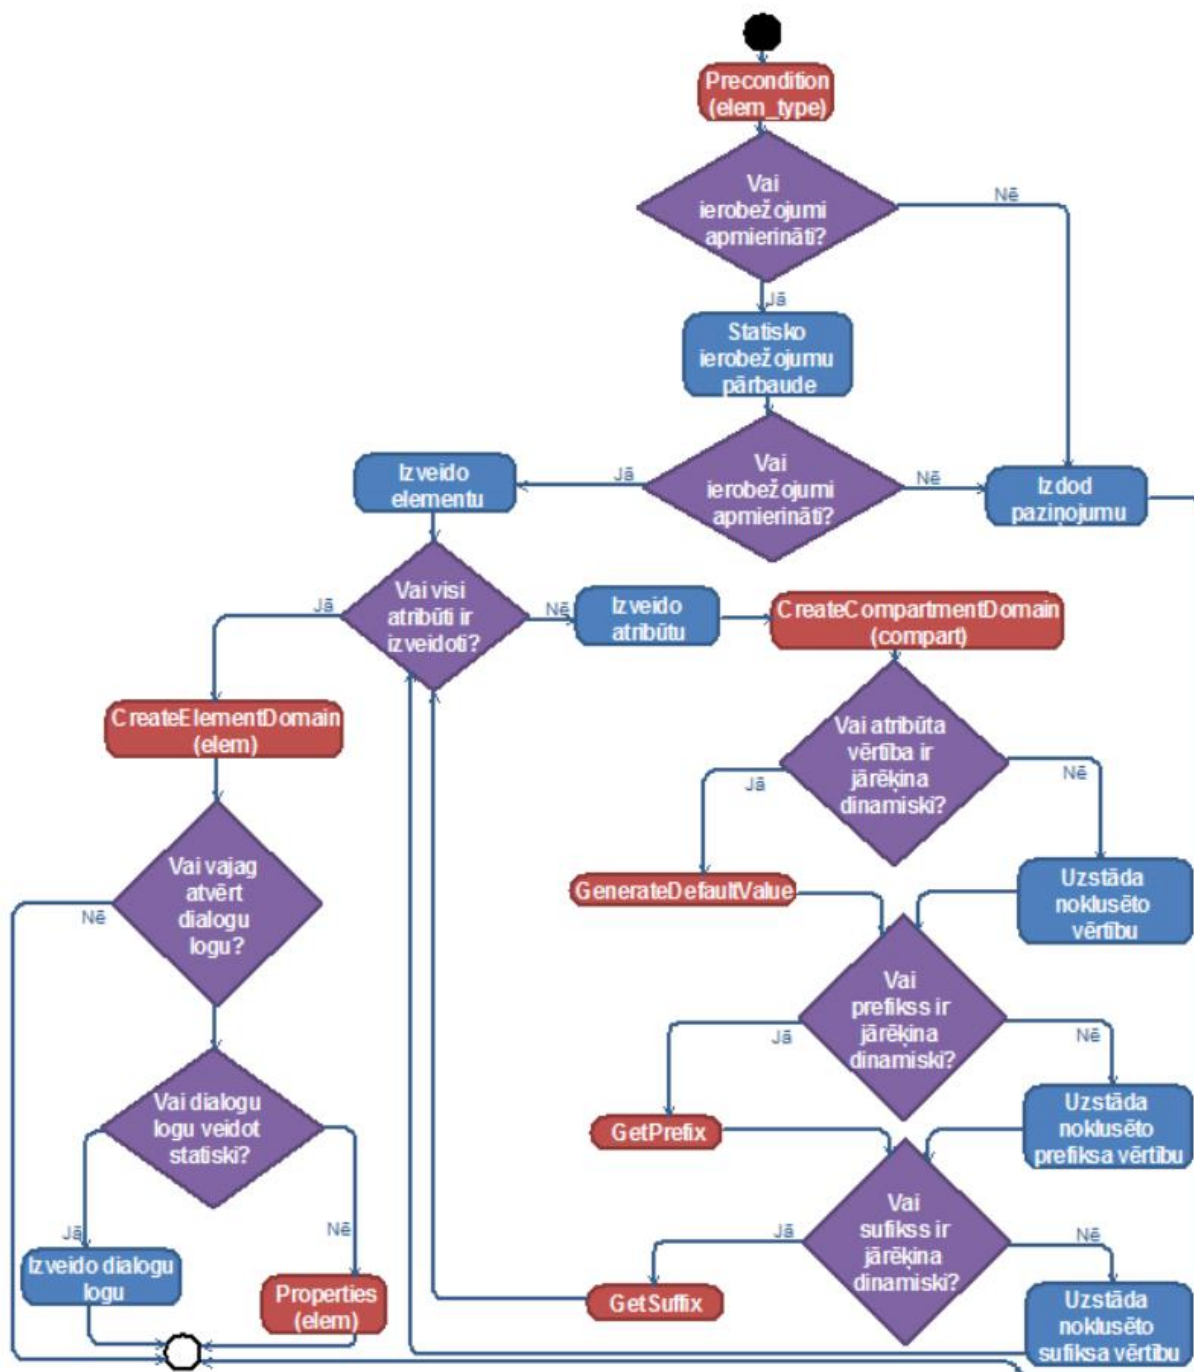 Precondition
(elem_type)
Vai
ierobežojumi
apmierināti?
Nē
Jā
Statisko
ierobežojumu
pārbaude
Izveido
elementu
Jā
Vai
ierobežojumi
apmierināti?
Nē
Izdod
paziņojumu
Jā
Vai visi
atribūti ir
izveidoti?
Nē
Izveido
atribūtu
CreateCompartmentDomain
(compart)
CreateElementDomain
(elem)
Vai atribūta
vērtība ir
jārēķina
dinamiski?
Jā
Nē
GenerateDefaultValue
Uzstāda
noklusēto
vērtību
Vai vajag
atvērt
dialogu
logu?
Nē
Vai
prefikss ir
jārēķina
dinamiski?
Jā
Nē
GetPrefix
Uzstāda
noklusēto
prefiksa vērtību
Vai dialogu
logu veidot
statiski?
Jā
Nē
Vai
sufikss ir
jārēķina
dinamiski?
Jā
Nē
Izveido dialogu
logu
Properties
(elem)
GetSuffix
Uzstāda
noklusēto
sufiksa vērtību